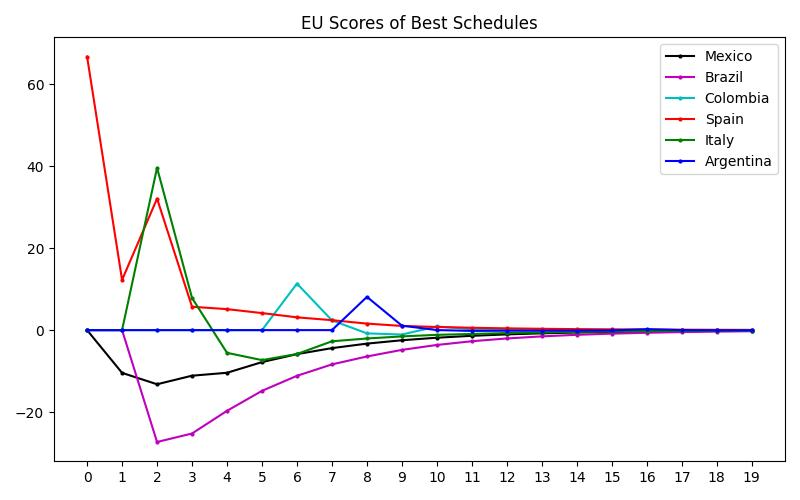 EU Scores of Best Schedules
Mexico
Brazil
Colombia
Spain
Italy
Argentina
60
40
20
0
−20
0 1 2 3 4 5 6 7 8 9 10 11 12 13 14 15 16 17 18 19